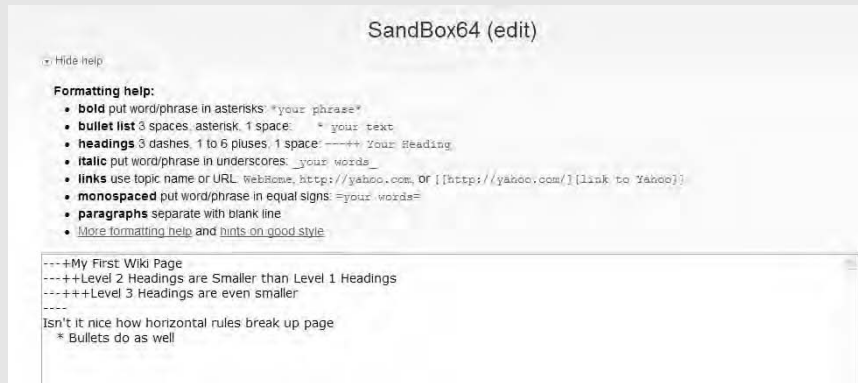 SandBox64 (edit)
Hide help
Formatting help:
• bold put word/phrase in asterisks: *your phrase*
• bullet list 3 spaces, asterisk, 1 space:    * your text
• headings 3 dashes, 1 to 6 pluses, 1 space: ---++ Your Heading
• italic put word/phrase in underscores: _your words_
• links use topic name or URL: WebHome, http://yahoo.com, or [[http://yahoo.com/][link to Yahoo]]
• monospaced put word/phrase in equal signs: =your words=
• paragraphs separate with blank line
• More formatting help and hints on good style
---+My First Wiki Page
---++Level 2 Headings are Smaller than Level 1 Headings
---+++Level 3 Headings are even smaller
----
Isn't it nice how horizontal rules break up page
   * Bullets do as well